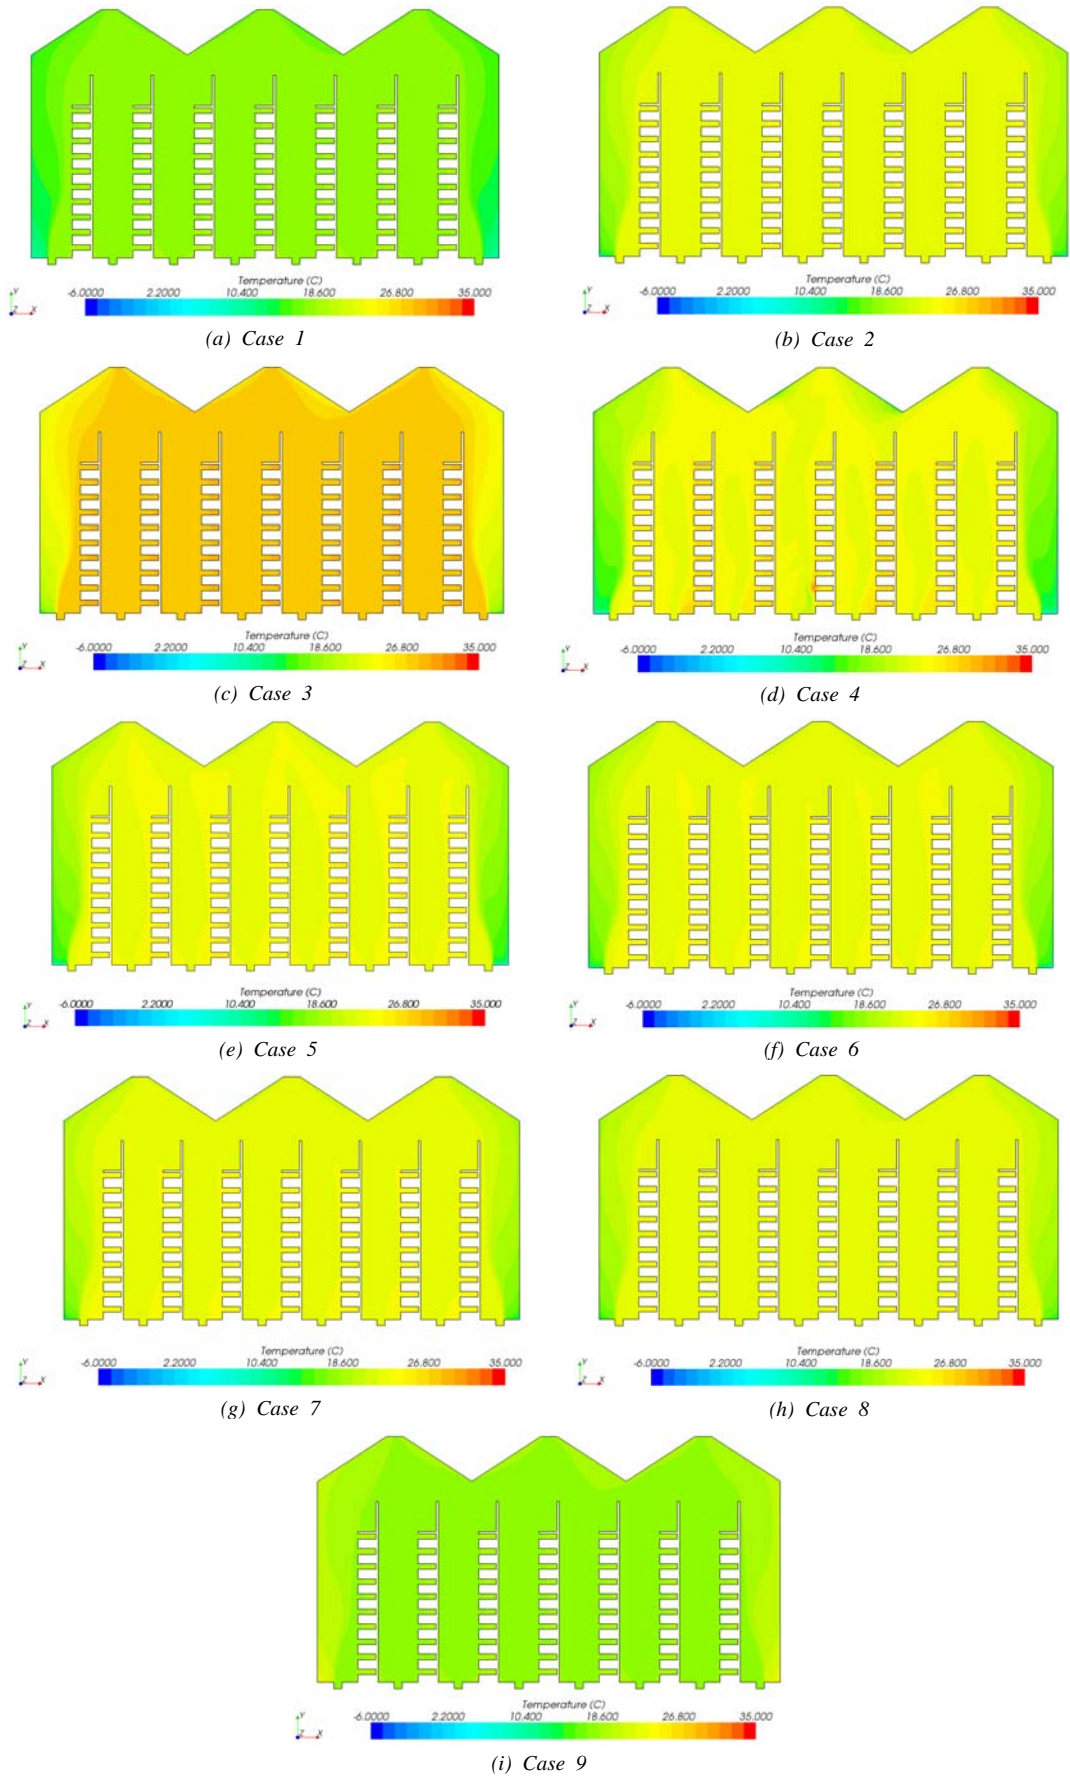 Temperature (C) Temperature (C)
-6.0000 2.2000 10.400 18.600 26.800 35.000 -6.0000 2.2000 10.400 18.600 26.800 35.000
Y Z X Y Z X
(a) Case 1 (b) Case 2
Temperature (C) Temperature (C)
-6.0000 2.2000 10.400 18.600 26.800 35.000 -6.0000 2.2000 10.400 18.600 26.800 35.000
Y Z X Y Z X
(c) Case 3 (d) Case 4
Temperature (C) Temperature (C)
-6.0000 2.2000 10.400 18.600 26.800 35.000 -6.0000 2.2000 10.400 18.600 26.800 35.000
Y Z X Y Z X
(e) Case 5 (f) Case 6
Temperature (C) Temperature (C)
-6.0000 2.2000 10.400 18.600 26.800 35.000 -6.0000 2.2000 10.400 18.600 26.800 35.000
Y Z X Y Z X
(g) Case 7 (h) Case 8
Temperature (C)
-6.0000 2.2000 10.400 18.600 26.800 35.000
Y Z X
(i) Case 9